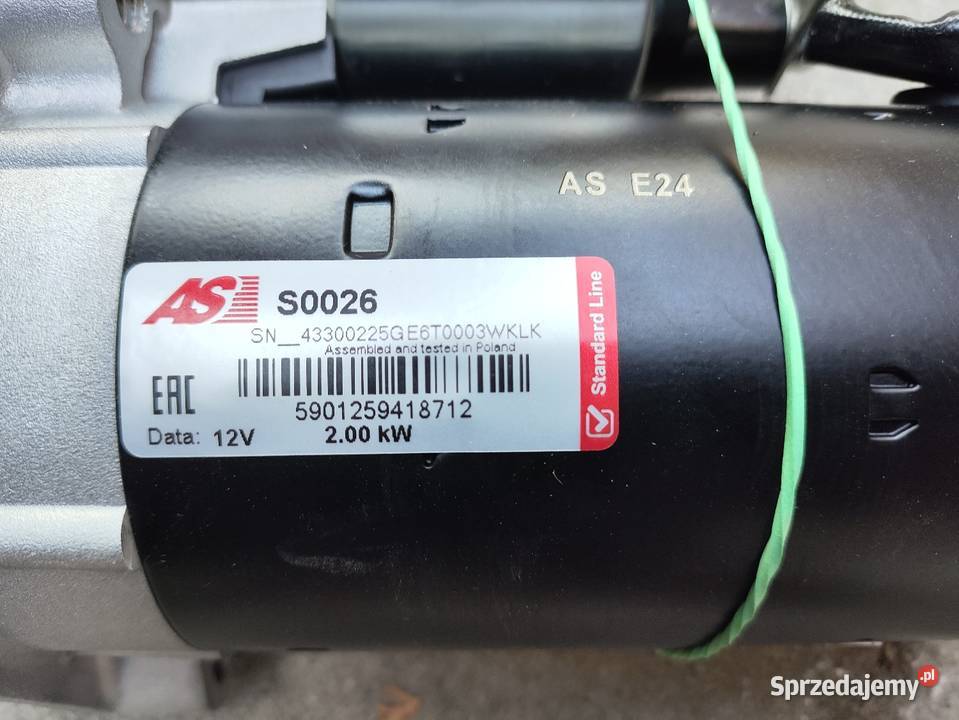 AS E24
AS
S0026
SN__43300225GE6T0003WKLK
Assembled and tested in Poland
EAC
5901259418712
Data: 12V 2.00 kW
Standard Line
Sprzedajemy.pl